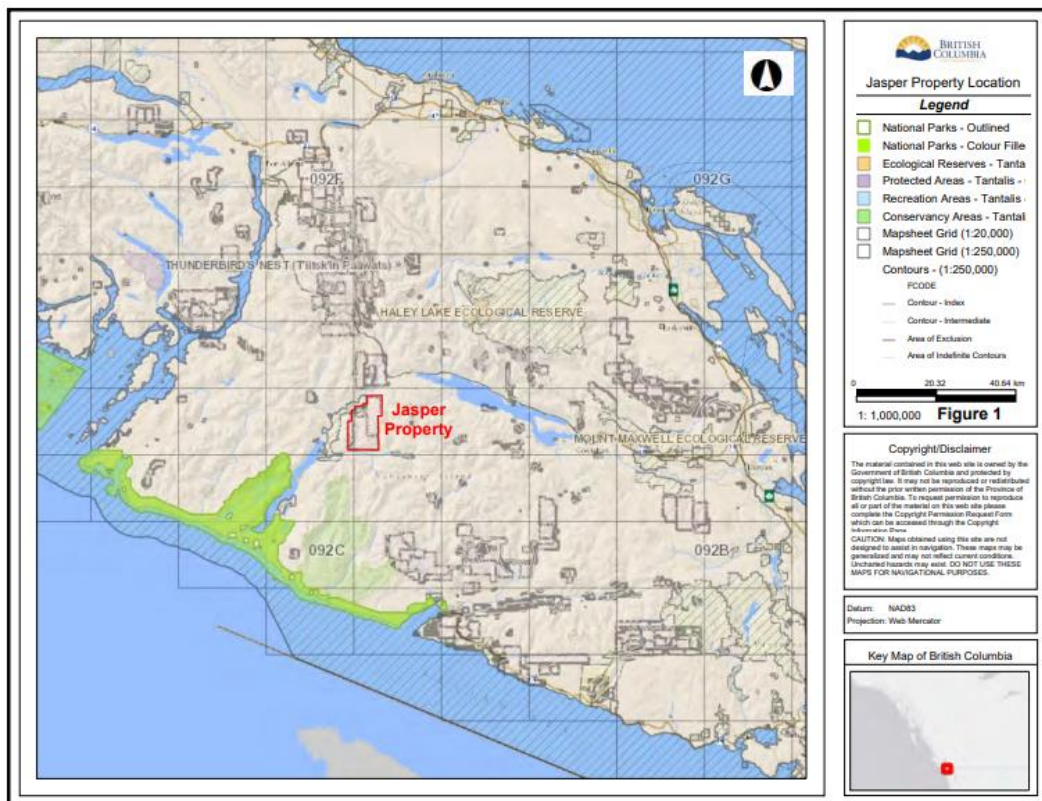 092F
092G
THUNDERBIRD'S NEST (T'iitsk'in Paawats)
HALEY LAKE ECOLOGICAL RESERVE
Jasper
Property
MOUNT MAXWELL ECOLOGICAL RESERVE
092C
092B
BRITISH
COLUMBIA
Jasper Property Location
Legend
National Parks - Outlined
National Parks - Colour Fille
Ecological Reserves - Tanta
Protected Areas - Tantalis -
Recreation Areas - Tantalis
Conservancy Areas - Tantali
Mapsheet Grid (1:20,000)
Mapsheet Grid (1:250,000)
Contours - (1:250,000)
FCODE
Contour - Index
Contour - Intermediate
Area of Exclusion
Area of Indefinite Contours
0 20.32 40.64 km
1: 1,000,000 Figure 1
Copyright/Disclaimer
The material contained in this web site is owned by the
Government of British Columbia and protected by
copyright law. It may not be reproduced or redistributed
without the prior written permission of the Province of
British Columbia. To request permission to reproduce
all or part of the material on this web site please
complete the Copyright Permission Request Form
which can be accessed through the Copyright
Information Page
CAUTION: Maps obtained using this site are not
designed to assist in navigation. These maps may be
generalized and may not reflect current conditions.
Uncharted hazards may exist. DO NOT USE THESE
MAPS FOR NAVIGATIONAL PURPOSES.
Datum: NAD83
Projection: Web Mercator
Key Map of British Columbia